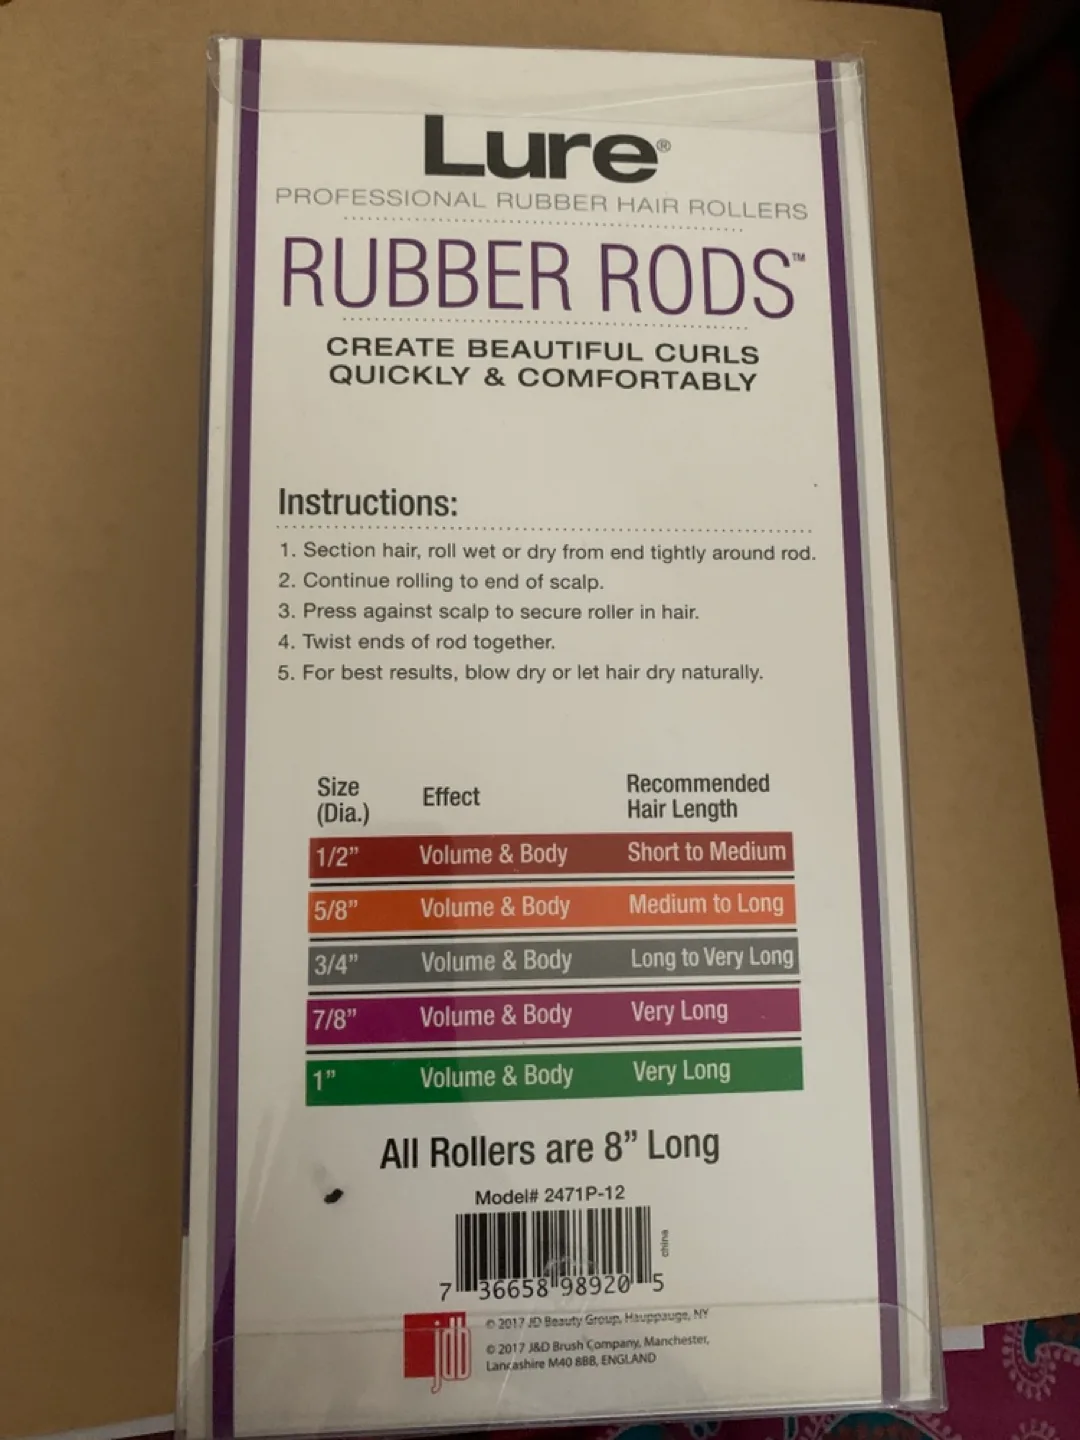 Lure®
PROFESSIONAL RUBBER HAIR ROLLERS
RUBBER RODS™
CREATE BEAUTIFUL CURLS
QUICKLY & COMFORTABLY
Instructions:
1. Section hair, roll wet or dry from end tightly around rod.
2. Continue rolling to end of scalp.
3. Press against scalp to secure roller in hair.
4. Twist ends of rod together.
5. For best results, blow dry or let hair dry naturally.
Size (Dia.) Effect Recommended Hair Length
1/2” Volume & Body Short to Medium
5/8” Volume & Body Medium to Long
3/4” Volume & Body Long to Very Long
7/8” Volume & Body Very Long
1” Volume & Body Very Long
All Rollers are 8” Long
Model# 2471P-12
china
7 36658 98920 5
jdb
© 2017 JD Beauty Group, Hauppauge, NY
© 2017 J&D Brush Company, Manchester,
Lancashire M40 8BB, ENGLAND